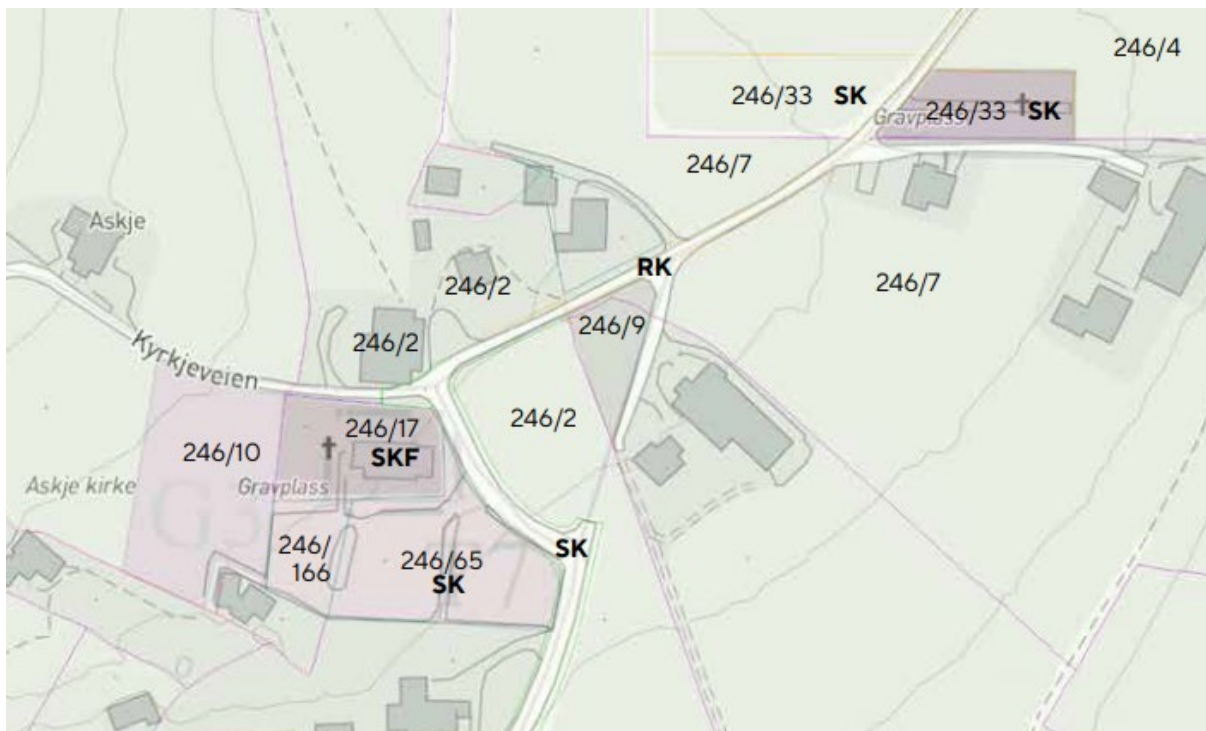 246/4
246/33 SK
246/33 SK
Gravplass
246/7
Askje
RK
246/2
246/7
246/9
246/2
Kyrkjeveien
246/2
246/17
246/10
SKF
Askje kirke
Gravplass
SK
246/
166
246/65
SK